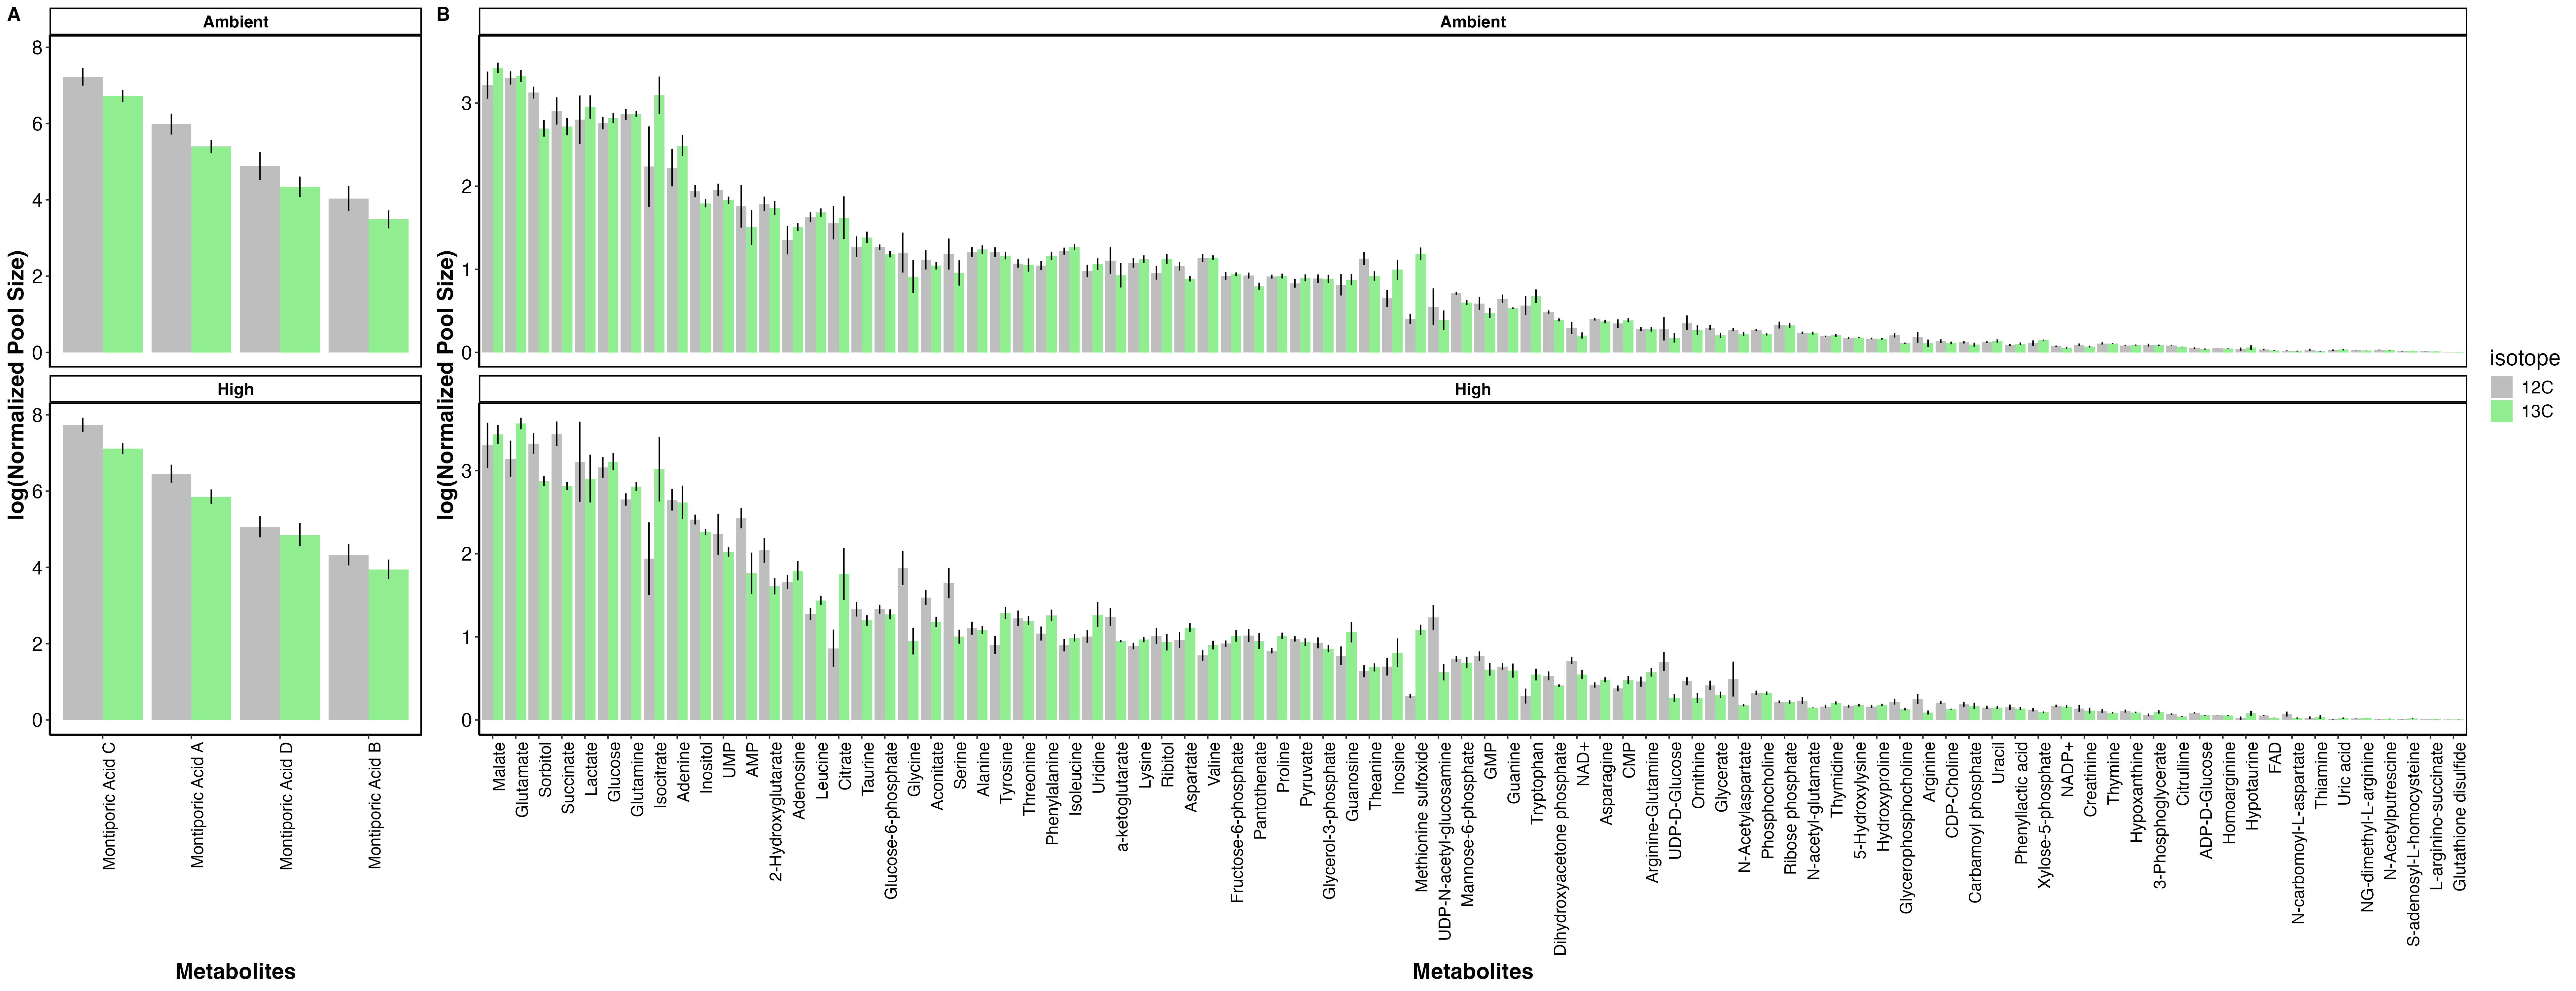 A
Ambient
8
6
4
2
0
High
8
6
4
2
0
log(Normalized Pool Size)
Montiporic Acid C
Montiporic Acid A
Montiporic Acid D
Montiporic Acid B
Metabolites
B
Ambient
3
2
1
0
High
3
2
1
0
log(Normalized Pool Size)
Malate
Glutamate
Sorbitol
Succinate
Lactate
Glucose
Glutamine
Isocitrate
Adenine
Inositol
UMP
AMP
2-Hydroxyglutarate
Adenosine
Leucine
Citrate
Taurine
Glucose-6-phosphate
Glycine
Aconitate
Serine
Alanine
Tyrosine
Threonine
Phenylalanine
Isoleucine
Uridine
a-ketoglutarate
Lysine
Ribitol
Aspartate
Valine
Fructose-6-phosphate
Pantothenate
Proline
Pyruvate
Glycerol-3-phosphate
Guanosine
Theanine
Inosine
Methionine sulfoxide
UDP-N-acetyl-glucosamine
Mannose-6-phosphate
GMP
Guanine
Tryptophan
Dihydroxyacetone phosphate
NAD+
Asparagine
CMP
Arginine-Glutamine
UDP-D-Glucose
Ornithine
Glycerate
N-Acetylaspartate
Phosphocholine
Ribose phosphate
N-acetyl-glutamate
Thymidine
5-Hydroxylysine
Hydroxyproline
Glycerophosphocholine
Arginine
CDP-Choline
Carbamoyl phosphate
Uracil
Phenyllactic acid
Xylose-5-phosphate
NADP+
Creatinine
Thymine
Hypoxanthine
3-Phosphoglycerate
Citrulline
ADP-D-Glucose
Homoarginine
Hypotaurine
FAD
N-carbomoyl-L-aspartate
Thiamine
Uric acid
NG-dimethyl-L-arginine
N-Acetylputrescine
S-adenosyl-L-homocysteine
L-arginino-succinate
Glutathione disulfide
Metabolites
isotope
12C
13C